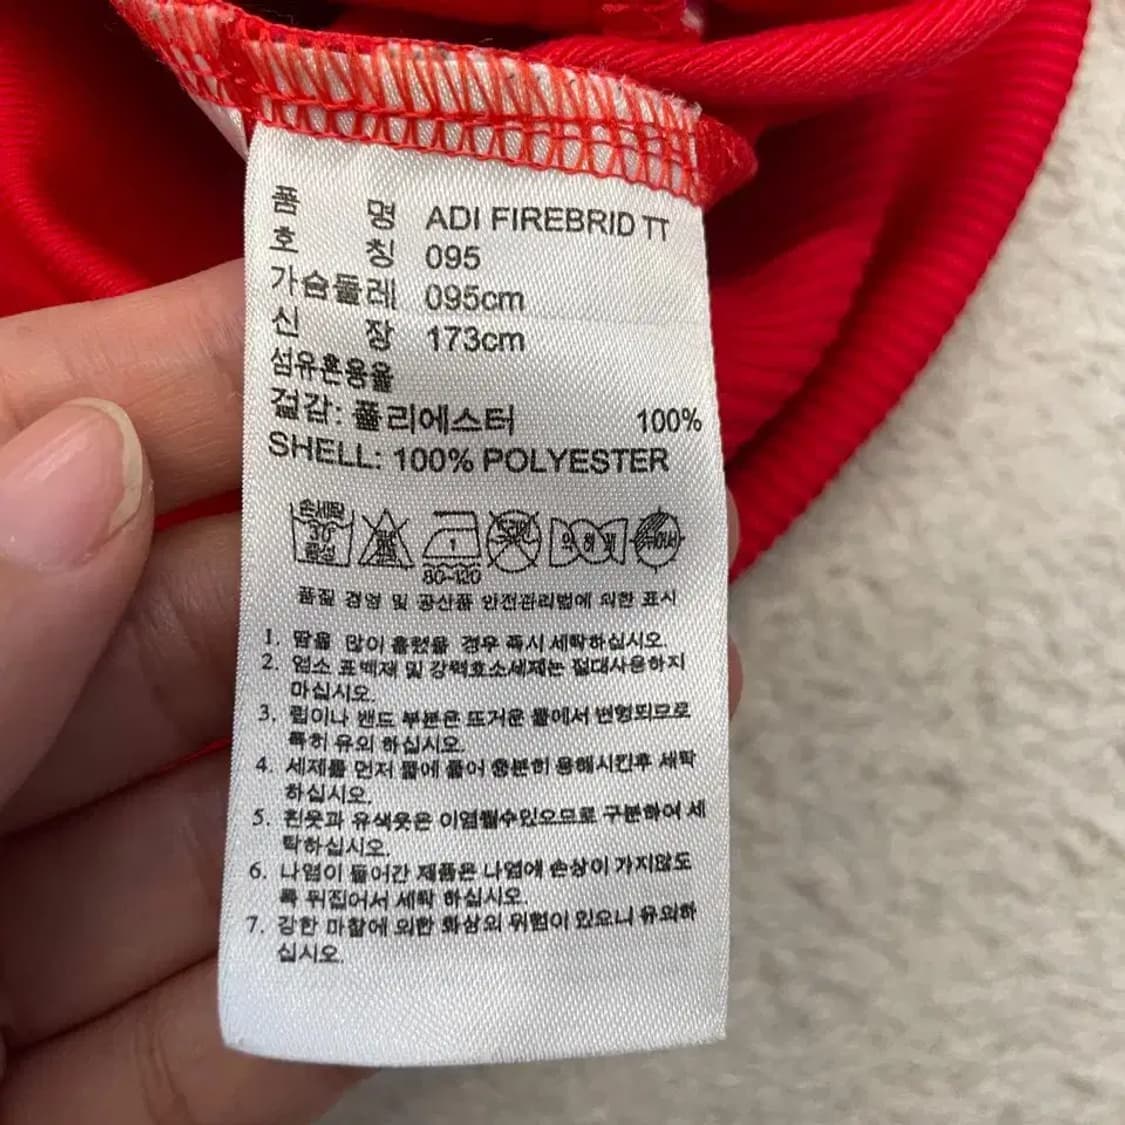 품 명 ADI FIREBRID TT
호 칭 095
가슴둘레 095cm
신 장 173cm
섬유혼용율
겉감: 폴리에스터 100%
SHELL: 100% POLYESTER
손세탁
30
중성
1
80-120
품질 경영 및 공산품 안전관리법에 의한 표시
1. 땀을 많이 흘렸을 경우 즉시 세탁하십시오.
2. 염소 표백제 및 강력효소세제는 절대사용하지
마십시오.
3. 립이나 밴드 부분은 뜨거운 물에서 변형되므로
특히 유의 하십시오.
4. 세제를 먼저 물에 풀어 충분히 용해시킨후 세탁
하십시오.
5. 흰옷과 유색옷은 이염될수있으므로 구분하여 세
탁하십시오.
6. 나염이 들어간 제품은 나염에 손상이 가지않도
록 뒤집어서 세탁 하십시오.
7. 강한 마찰에 의한 화상의 위험이 있으니 유의하
십시오.